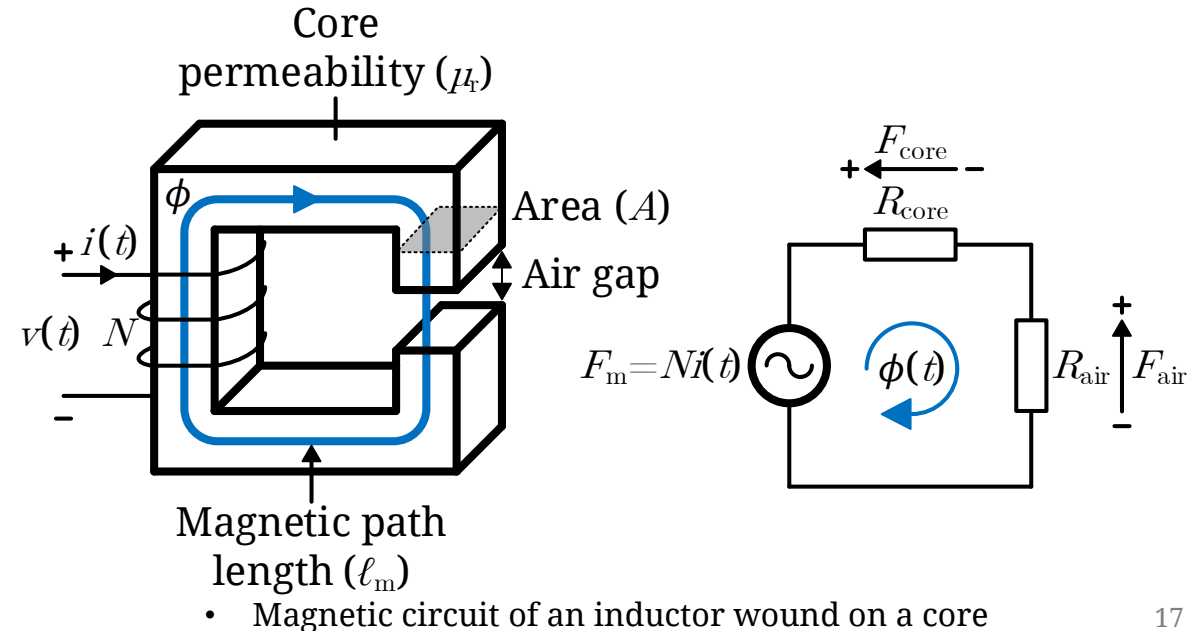 Core
permeability (μr)
ϕ
Area (A)
+ i(t)
Air gap
v(t) N
−
Magnetic path
length (ℓm)
+ Fcore −
Rcore
Fm=Ni(t)
ϕ(t)
Rair
+
Fair
−
• Magnetic circuit of an inductor wound on a core
17